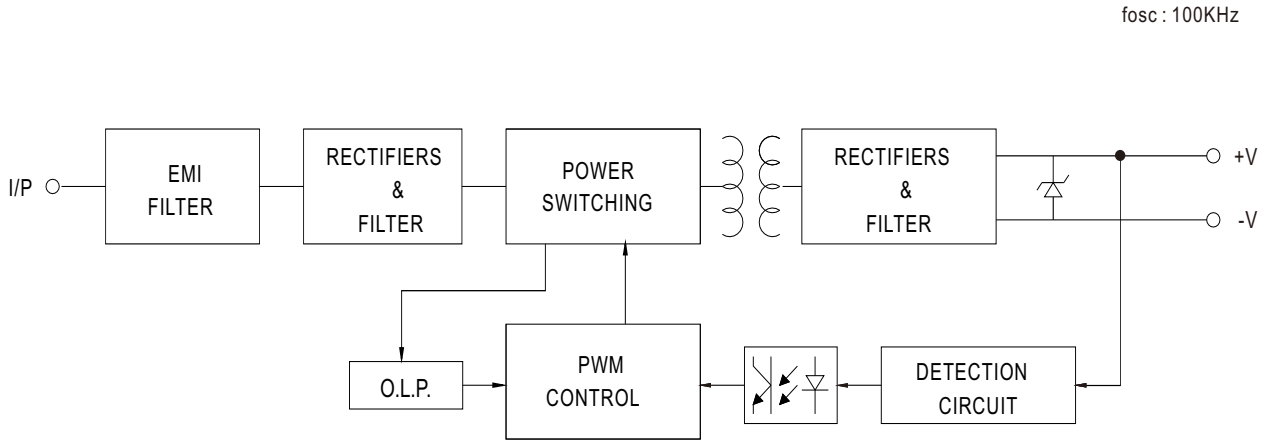 fosc : 100KHz
I/P
EMI
FILTER
RECTIFIERS
&
FILTER
POWER
SWITCHING
RECTIFIERS
&
FILTER
+V
-V
O.L.P.
PWM
CONTROL
DETECTION
CIRCUIT